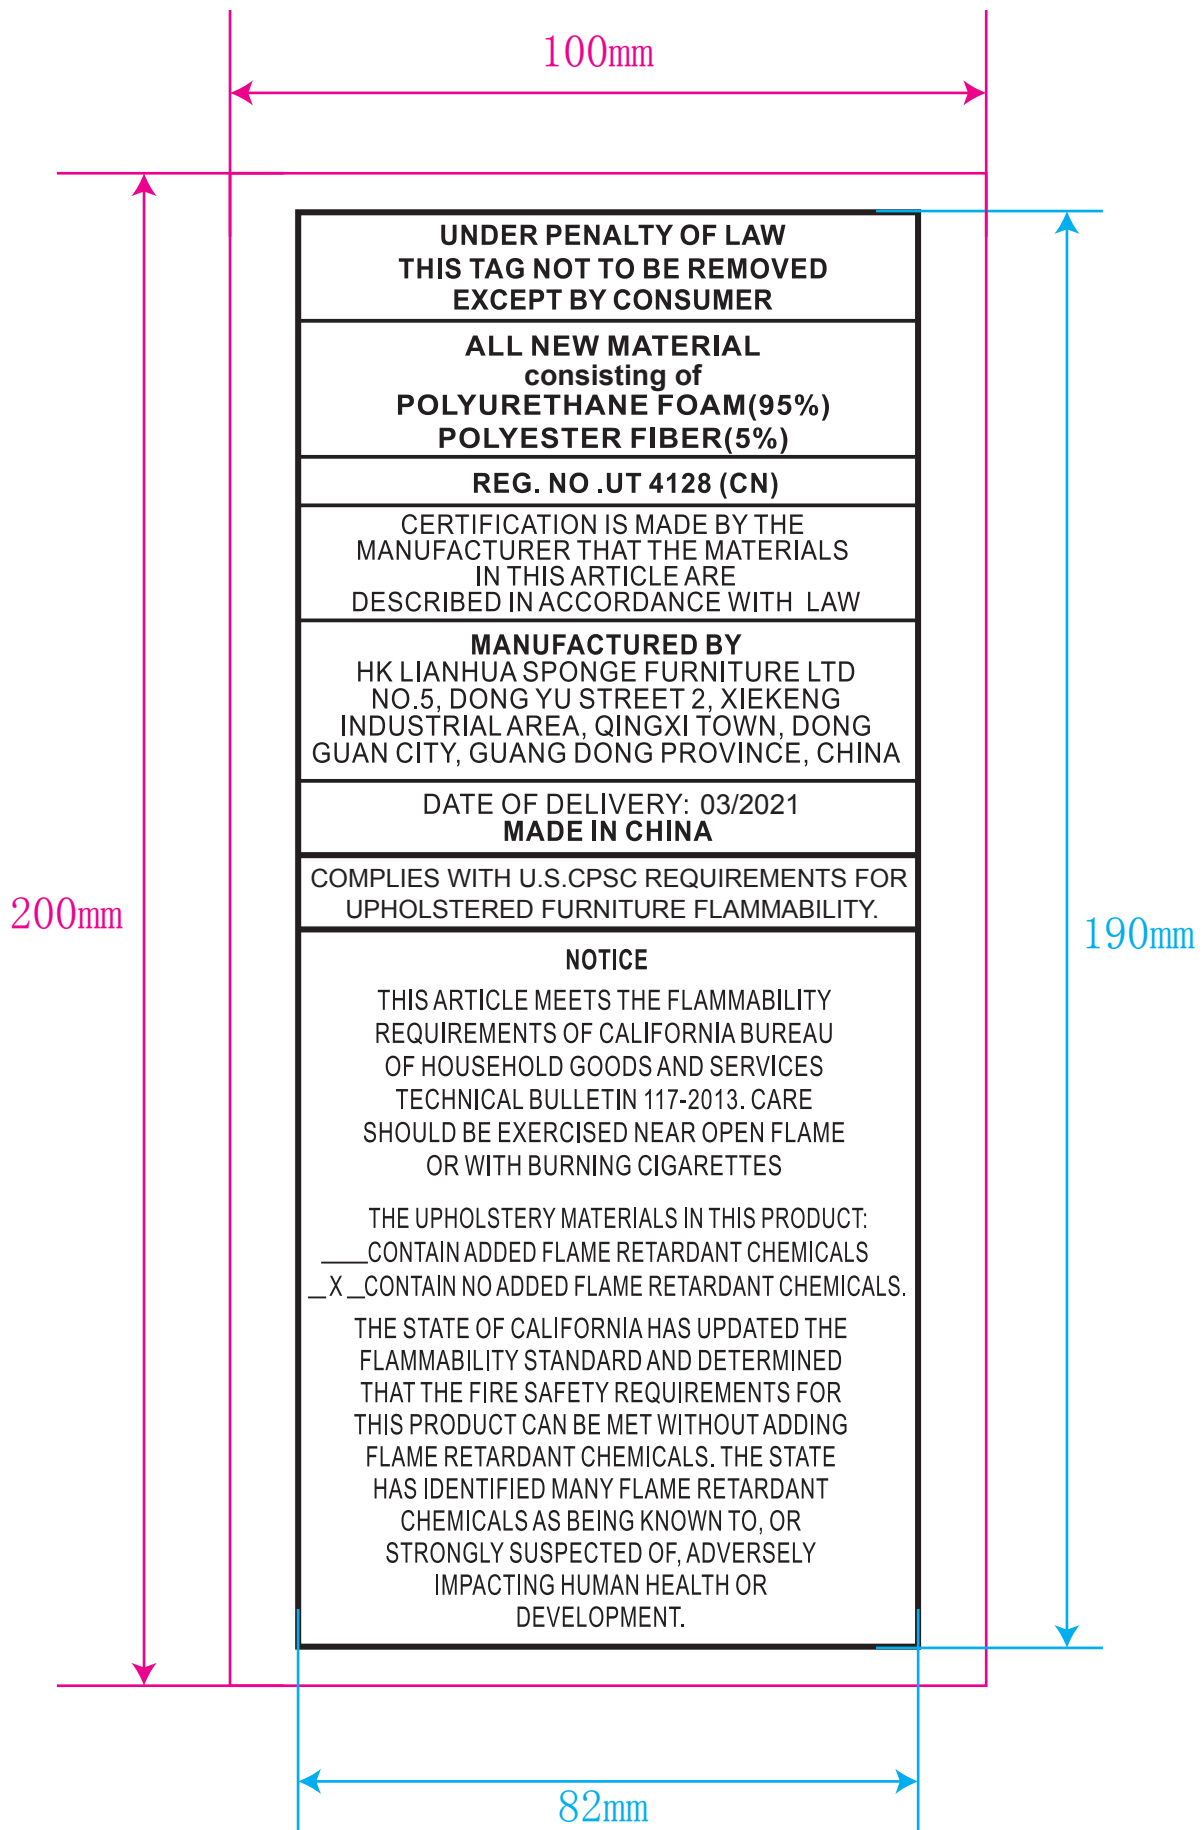 100mm
UNDER PENALTY OF LAW
THIS TAG NOT TO BE REMOVED
EXCEPT BY CONSUMER
ALL NEW MATERIAL
consisting of
POLYURETHANE FOAM(95%)
POLYESTER FIBER(5%)
REG. NO .UT 4128 (CN)
CERTIFICATION IS MADE BY THE
MANUFACTURER THAT THE MATERIALS
IN THIS ARTICLE ARE
DESCRIBED IN ACCORDANCE WITH LAW
MANUFACTURED BY
HK LIANHUA SPONGE FURNITURE LTD
NO.5, DONG YU STREET 2, XIEKENG
INDUSTRIAL AREA, QINGXI TOWN, DONG
GUAN CITY, GUANG DONG PROVINCE, CHINA
DATE OF DELIVERY: 03/2021
MADE IN CHINA
COMPLIES WITH U.S.CPSC REQUIREMENTS FOR
UPHOLSTERED FURNITURE FLAMMABILITY.
200mm
190mm
NOTICE
THIS ARTICLE MEETS THE FLAMMABILITY
REQUIREMENTS OF CALIFORNIA BUREAU
OF HOUSEHOLD GOODS AND SERVICES
TECHNICAL BULLETIN 117-2013. CARE
SHOULD BE EXERCISED NEAR OPEN FLAME
OR WITH BURNING CIGARETTES
THE UPHOLSTERY MATERIALS IN THIS PRODUCT:
____CONTAIN ADDED FLAME RETARDANT CHEMICALS
__X __CONTAIN NO ADDED FLAME RETARDANT CHEMICALS.
THE STATE OF CALIFORNIA HAS UPDATED THE
FLAMMABILITY STANDARD AND DETERMINED
THAT THE FIRE SAFETY REQUIREMENTS FOR
THIS PRODUCT CAN BE MET WITHOUT ADDING
FLAME RETARDANT CHEMICALS. THE STATE
HAS IDENTIFIED MANY FLAME RETARDANT
CHEMICALS AS BEING KNOWN TO, OR
STRONGLY SUSPECTED OF, ADVERSELY
IMPACTING HUMAN HEALTH OR
DEVELOPMENT.
82mm